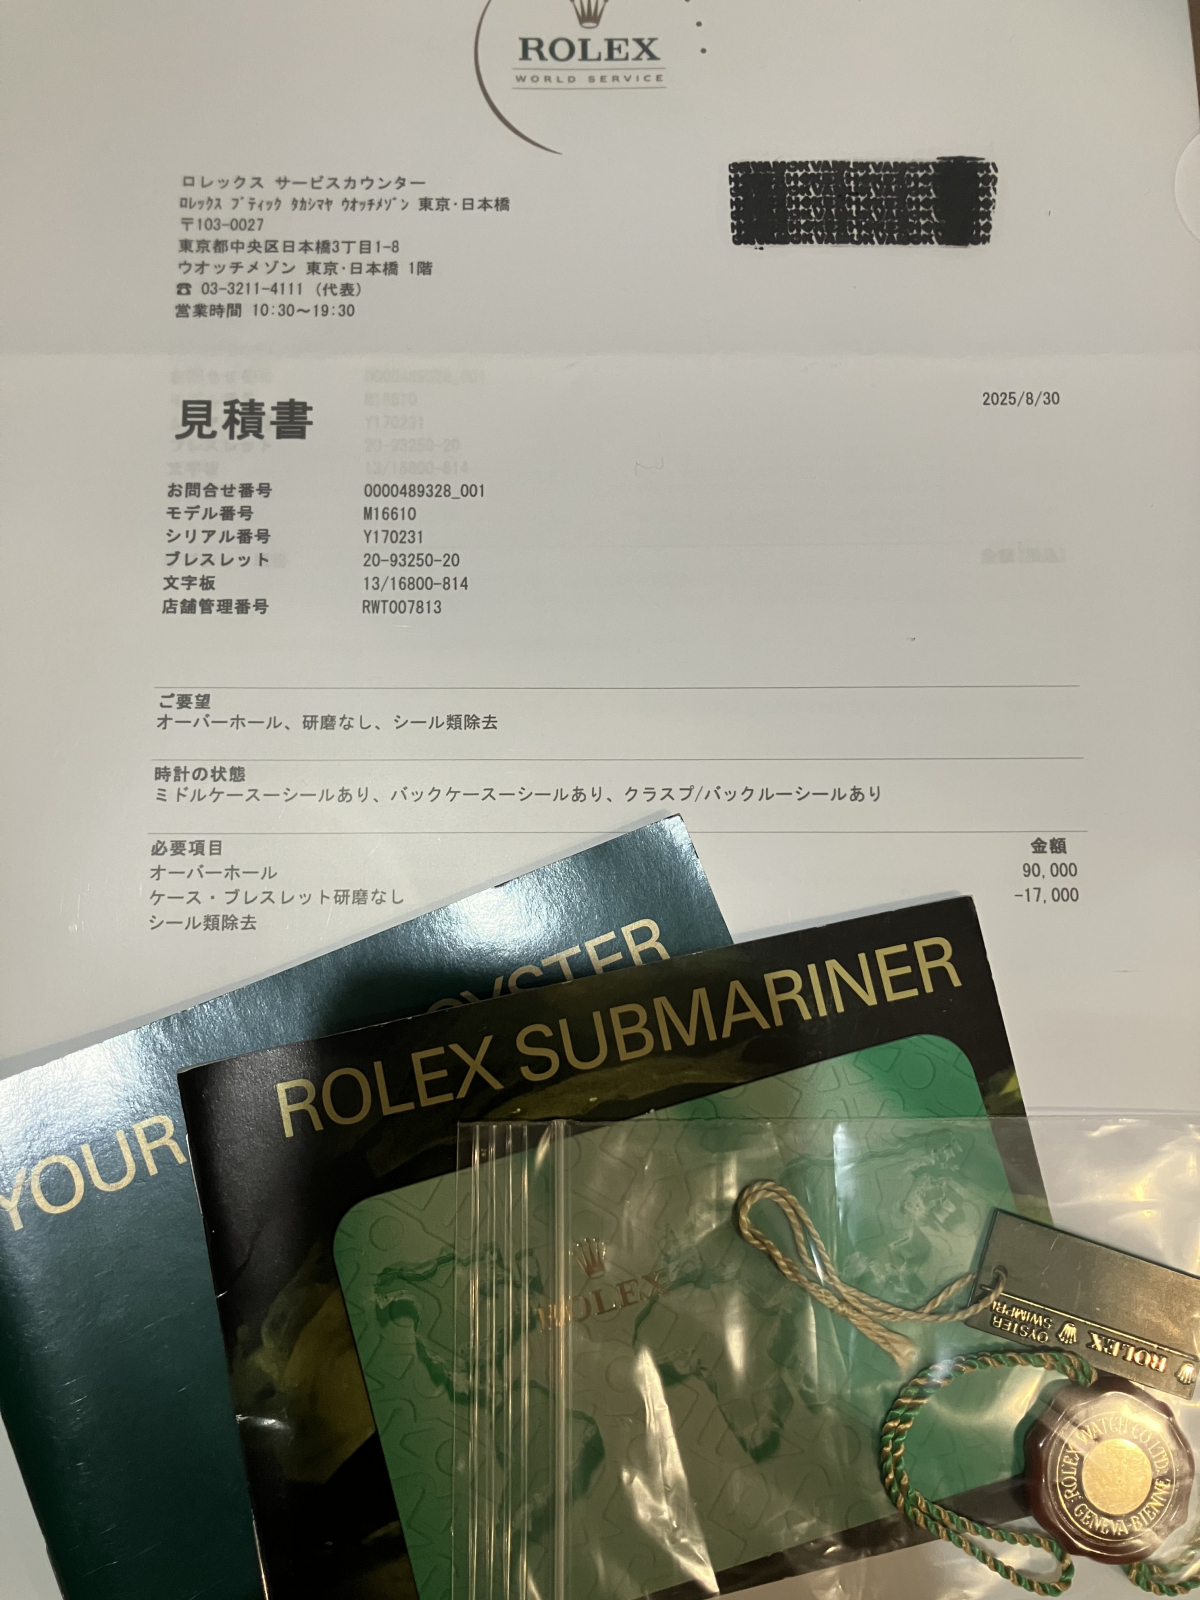 ROLEX
WORLD SERVICE
ロレックス サービスカウンター
ロレックス ブティック タカシマヤ ウオッチメゾン 東京・日本橋
〒103-0027
東京都中央区日本橋3丁目1-8
ウオッチメゾン 東京・日本橋 1階
☎ 03-3211-4111 (代表)
営業時間 10:30～19:30
見積書
2025/8/30
お問合せ番号 0000489328_001
モデル番号 M16610
シリアル番号 Y170231
ブレスレット 20-93250-20
文字板 13/16800-814
店舗管理番号 RWT007813
ご要望
オーバーホール、研磨なし、シール類除去
時計の状態
ミドルケースーシールあり、バックケースーシールあり、クラスプ/バックルーシールあり
必要項目 金額
オーバーホール 90,000
ケース・ブレスレット研磨なし -17,000
シール類除去
YOUR OYSTER
ROLEX SUBMARINER
ROLEX
ROLEX
OYSTER
ROLEX WATCH CO LTD.
GENEVA-BIENNE